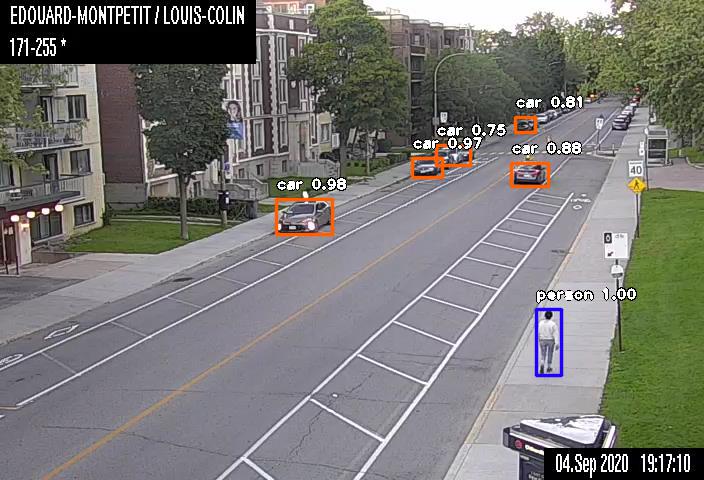 EDOUARD-MONTPETIT / LOUIS-COLIN
171-255 *
car 0.81
car 0.75
car 0.97
car 0.88
car 0.98
40
person 1.00
04.Sep 2020 19:17:10